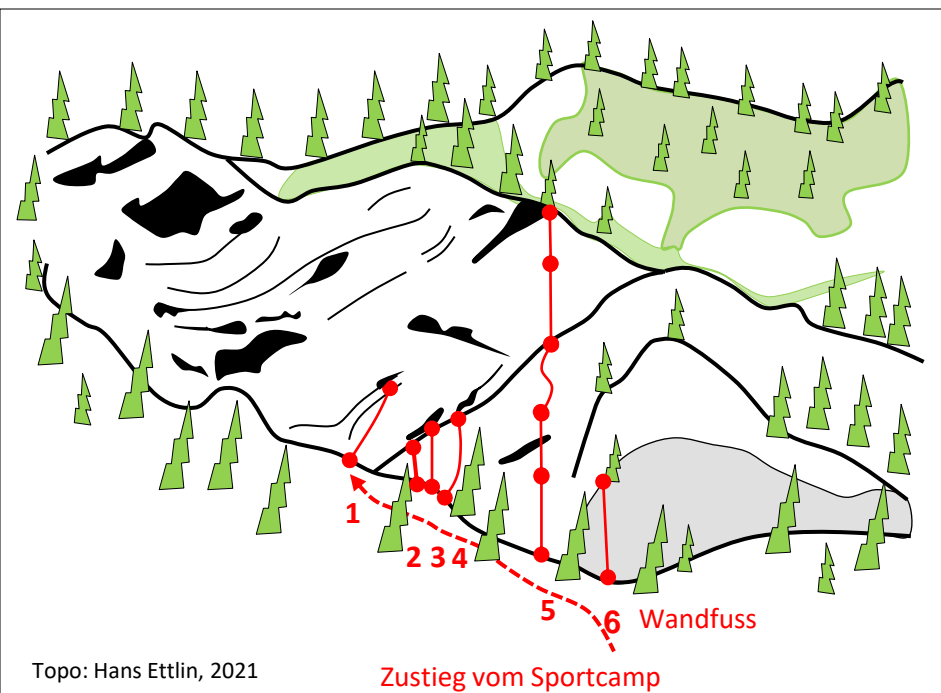 1
2 3 4
5
6 Wandfuss
Topo: Hans Ettlin, 2021
Zustieg vom Sportcamp